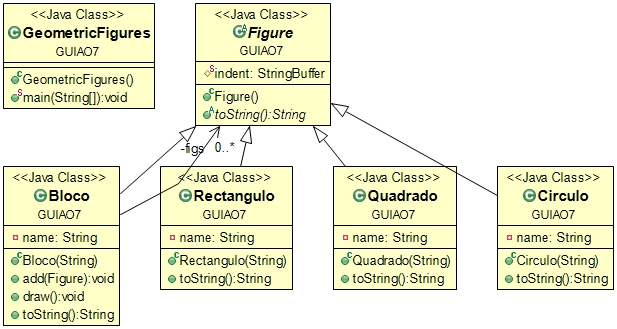 <<Java Class>>
GeometricFigures
GUIAO7
GeometricFigures()
main(String[]):void
<<Java Class>>
Figure
GUIAO7
indent: StringBuffer
Figure()
toString():String
-figs 0..*
<<Java Class>>
Bloco
GUIAO7
name: String
Bloco(String)
add(Figure):void
draw():void
toString():String
<<Java Class>>
Rectangulo
GUIAO7
name: String
Rectangulo(String)
toString():String
<<Java Class>>
Quadrado
GUIAO7
name: String
Quadrado(String)
toString():String
<<Java Class>>
Circulo
GUIAO7
name: String
Circulo(String)
toString():String